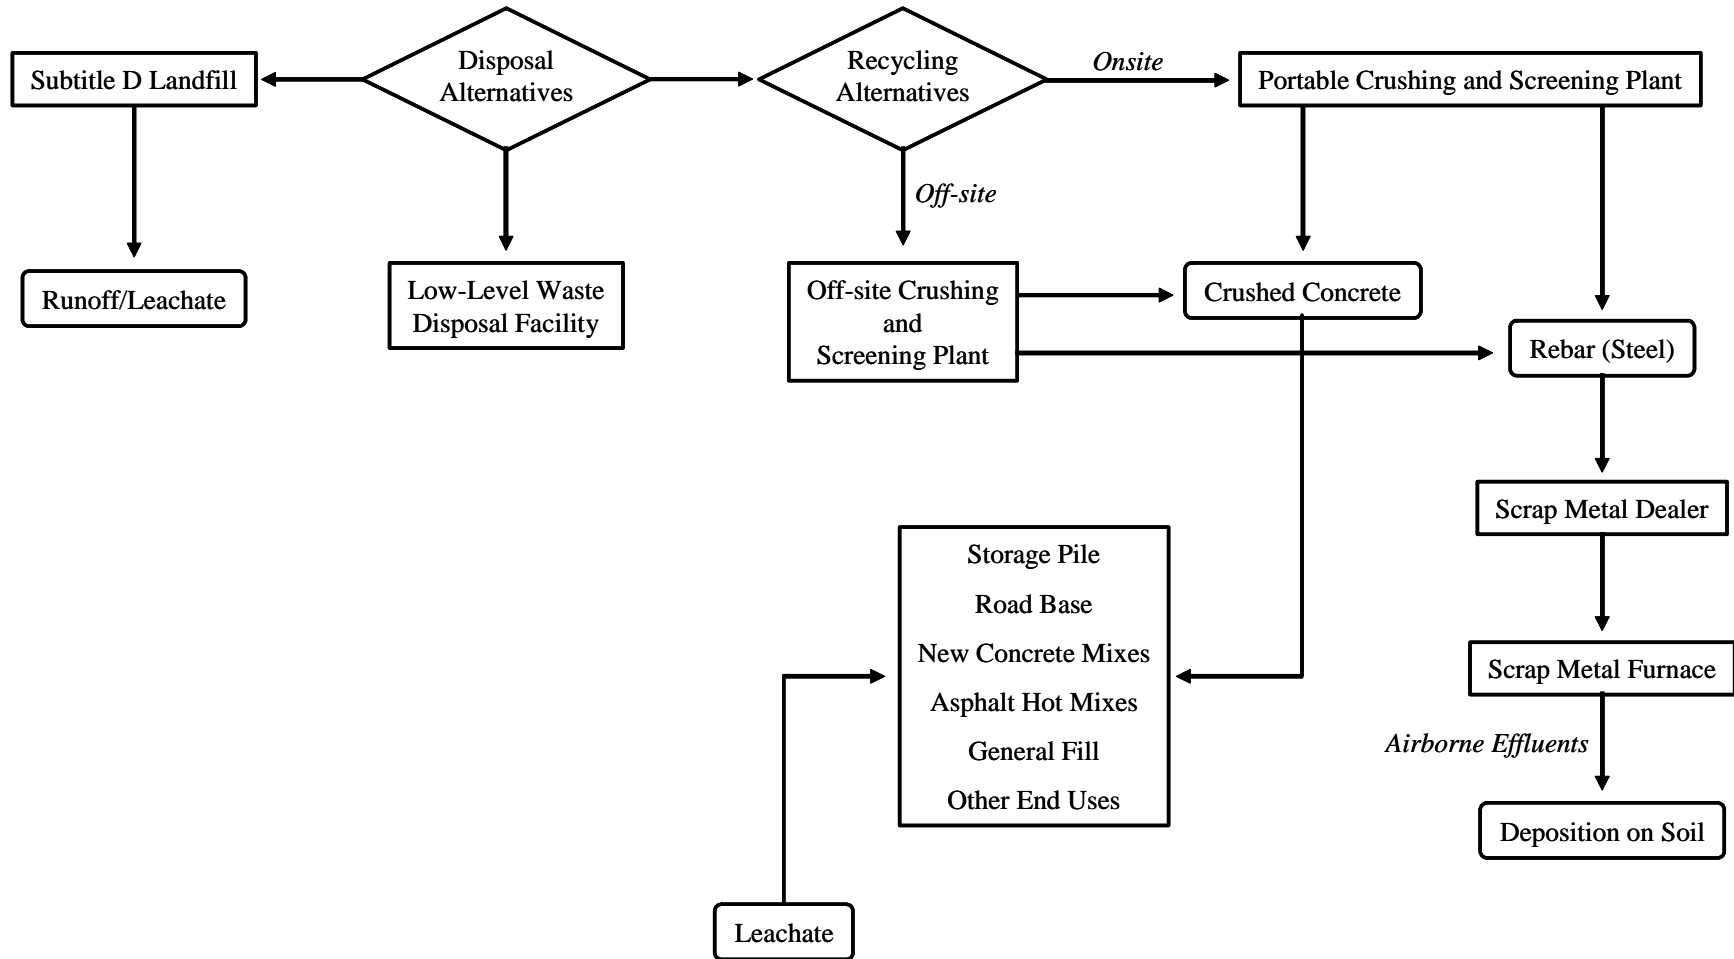 Subtitle D Landfill
Disposal
Alternatives
Recycling
Alternatives
Onsite
Portable Crushing and Screening Plant
Off-site
Runoff/Leachate
Low-Level Waste
Disposal Facility
Off-site Crushing
and
Screening Plant
Crushed Concrete
Rebar (Steel)
Scrap Metal Dealer
Storage Pile
Road Base
New Concrete Mixes
Asphalt Hot Mixes
General Fill
Other End Uses
Scrap Metal Furnace
Airborne Effluents
Deposition on Soil
Leachate